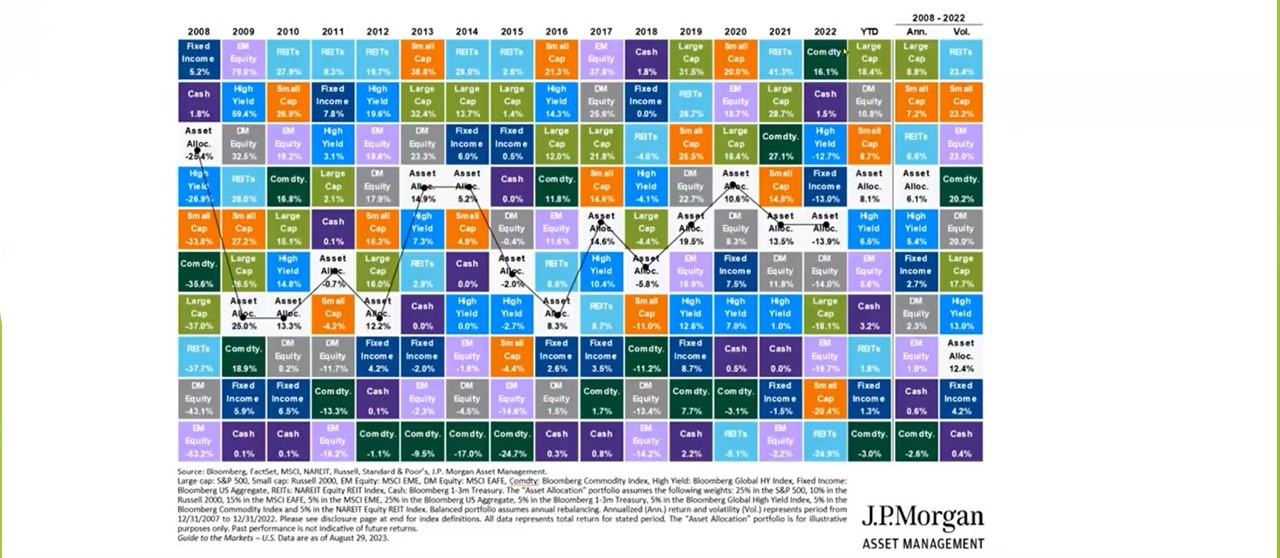 2008 - 2022
2008 2009 2010 2011 2012 2013 2014 2015 2016 2017 2018 2019 2020 2021 2022 YTD Ann. Vol.
Fixed Income EM Equity REITs REITs REITs Small Cap REITs REITs Small Cap EM Equity Cash Large Cap Small Cap REITs Comdty. Large Cap Large Cap REITs
5.2% 79.0% 27.9% 8.3% 19.7% 38.8% 28.0% 2.8% 21.3% 37.8% 1.8% 31.5% 20.0% 41.3% 16.1% 18.4% 8.8% 23.4%
Cash High Yield Small Cap Fixed Income High Yield Large Cap Large Cap Large Cap High Yield DM Equity Fixed Income REITs EM Equity Large Cap Cash DM Equity Small Cap Small Cap
1.8% 59.4% 26.9% 7.8% 19.6% 32.4% 13.7% 1.4% 14.3% 25.6% 0.0% 28.7% 18.7% 28.7% 1.5% 10.8% 7.2% 23.2%
Asset Alloc. DM Equity EM Equity High Yield EM Equity DM Equity Fixed Income Fixed Income Large Cap Large Cap REITs Small Cap Large Cap Comdty. High Yield Small Cap REITs EM Equity
-25.4% 32.5% 19.2% 3.1% 18.6% 23.3% 6.0% 0.5% 12.0% 21.8% -4.0% 25.5% 18.4% 27.1% -12.7% 8.7% 6.6% 23.0%
High Yield REITs Comdty. Large Cap DM Equity Asset Alloc. Asset Alloc. Cash Comdty. Small Cap High Yield DM Equity Asset Alloc. Small Cap Fixed Income Asset Alloc. Asset Alloc. Comdty.
-26.9% 28.0% 16.8% 2.1% 17.9% 14.9% 5.2% 0.0% 11.8% 14.6% -4.1% 22.7% 10.6% 14.8% -13.0% 8.1% 6.1% 20.2%
Small Cap Small Cap Large Cap Cash Small Cap High Yield Small Cap DM Equity EM Equity Asset Alloc. Large Cap Asset Alloc. DM Equity Asset Alloc. Asset Alloc. High Yield High Yield DM Equity
-33.8% 27.2% 15.1% 0.1% 16.3% 7.3% 4.9% -0.4% 11.6% 14.6% -4.4% 19.5% 8.3% 13.5% -13.9% 6.5% 5.4% 20.0%
Comdty. Large Cap High Yield Asset Alloc. Large Cap REITs Cash Asset Alloc. REITs High Yield Asset Alloc. EM Equity Fixed Income DM Equity DM Equity EM Equity Fixed Income Large Cap
-35.6% 26.5% 14.8% -0.7% 16.0% 2.9% 0.0% -2.0% 8.6% 10.4% -5.8% 18.9% 7.5% 11.8% -14.0% 5.6% 2.7% 17.7%
Large Cap Asset Alloc. Asset Alloc. Small Cap Asset Alloc. Cash High Yield High Yield Asset Alloc. REITs Small Cap High Yield High Yield High Yield Large Cap Cash DM Equity High Yield
-37.0% 25.0% 13.3% -4.2% 12.2% 0.0% 0.0% -2.7% 8.3% 8.7% -11.0% 12.6% 7.0% 1.0% -18.1% 3.2% 2.3% 13.0%
REITs Comdty. DM Equity DM Equity Fixed Income Fixed Income EM Equity Small Cap Fixed Income Fixed Income Comdty. Fixed Income Cash Cash EM Equity REITs EM Equity Asset Alloc.
-37.7% 18.9% 8.2% -11.7% 4.2% -2.0% -1.8% -4.4% 2.6% 3.5% -11.2% 8.7% 0.5% 0.0% -19.7% 1.8% 1.0% 12.4%
DM Equity Fixed Income Fixed Income Comdty. Cash EM Equity DM Equity EM Equity DM Equity Comdty. DM Equity Comdty. Comdty. Fixed Income Small Cap Fixed Income Cash Fixed Income
-43.1% 5.9% 6.5% -13.3% 0.1% -2.3% -4.5% -14.6% 1.5% 1.7% -13.4% 7.7% -3.1% -1.5% -20.4% 1.3% 0.6% 4.2%
EM Equity Cash Cash EM Equity Comdty. Comdty. Comdty. Comdty. Cash Cash EM Equity Cash REITs EM Equity REITs Comdty. Comdty. Cash
-53.2% 0.1% 0.1% -18.2% -1.1% -9.5% -17.0% -24.7% 0.3% 0.8% -14.2% 2.2% -5.1% -2.2% -24.9% -3.0% -2.6% 0.4%
Source: Bloomberg, FactSet, MSCI, NAREIT, Russell, Standard & Poor's, J.P. Morgan Asset Management.
Large cap: S&P 500, Small cap: Russell 2000, EM Equity: MSCI EME, DM Equity: MSCI EAFE, Comdty: Bloomberg Commodity Index, High Yield: Bloomberg Global HY Index, Fixed Income:
Bloomberg US Aggregate, REITs: NAREIT Equity REIT Index, Cash: Bloomberg 1-3m Treasury. The "Asset Allocation" portfolio assumes the following weights: 25% in the S&P 500, 10% in the
Russell 2000, 15% in the MSCI EAFE, 5% in the MSCI EME, 25% in the Bloomberg US Aggregate, 5% in the Bloomberg 1-3m Treasury, 5% in the Bloomberg Global High Yield Index, 5% in the
Bloomberg Commodity Index and 5% in the NAREIT Equity REIT Index. Balanced portfolio assumes annual rebalancing. Annualized (Ann.) return and volatility (Vol.) represents period from
12/31/2007 to 12/31/2022. Please see disclosure page at end for index definitions. All data represents total return for stated period. The "Asset Allocation" portfolio is for illustrative
purposes only. Past performance is not indicative of future returns.
Guide to the Markets – U.S. Data are as of August 29, 2023.
J.P.Morgan
ASSET MANAGEMENT